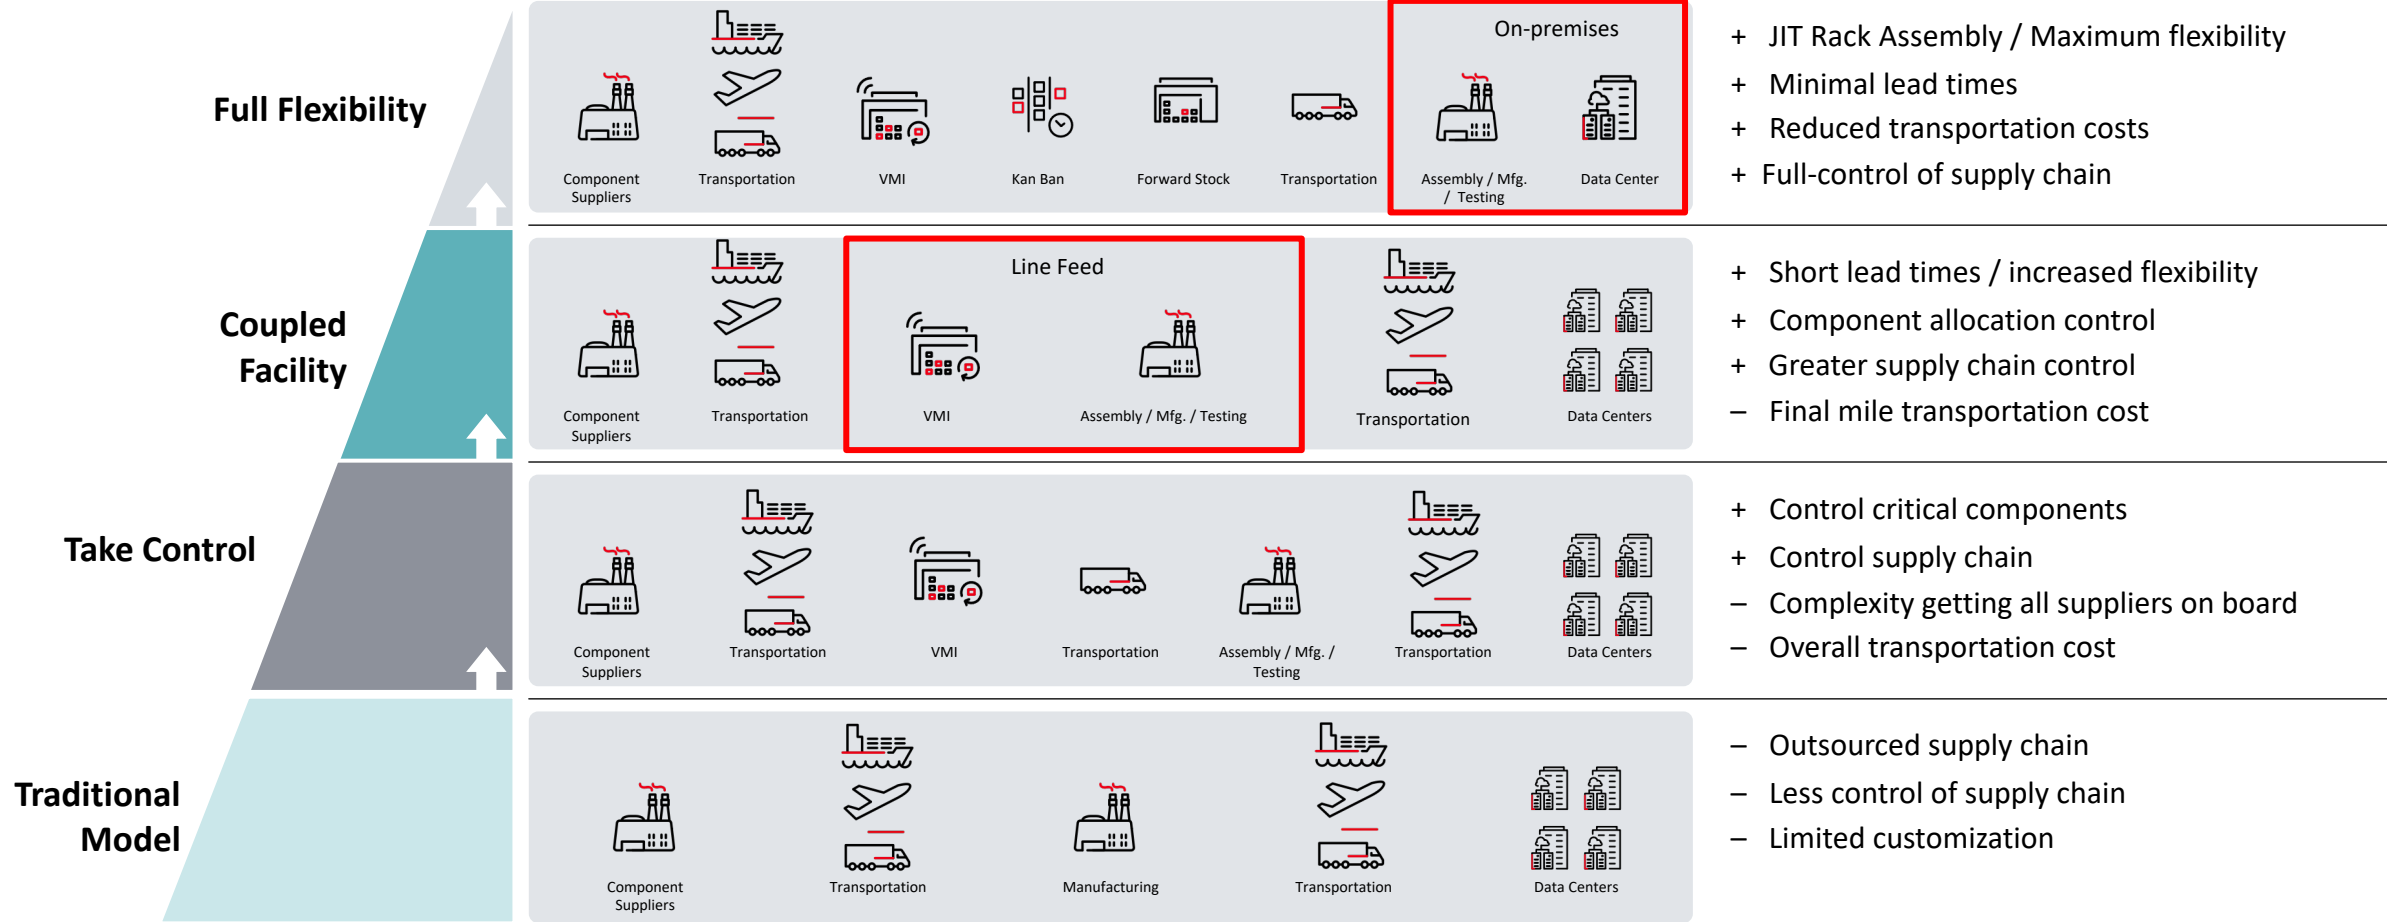 Full Flexibility
On-premises
Component
Suppliers
Transportation
VMI
Kan Ban
Forward Stock
Transportation
Assembly / Mfg.
/ Testing
Data Center
+ JIT Rack Assembly / Maximum flexibility
+ Minimal lead times
+ Reduced transportation costs
+ Full-control of supply chain
Coupled
Facility
Line Feed
Component
Suppliers
Transportation
VMI
Assembly / Mfg. / Testing
Transportation
Data Centers
+ Short lead times / increased flexibility
+ Component allocation control
+ Greater supply chain control
– Final mile transportation cost
Take Control
Component
Suppliers
Transportation
VMI
Transportation
Assembly / Mfg. /
Testing
Transportation
Data Centers
+ Control critical components
+ Control supply chain
– Complexity getting all suppliers on board
– Overall transportation cost
Traditional
Model
Component
Suppliers
Transportation
Manufacturing
Transportation
Data Centers
– Outsourced supply chain
– Less control of supply chain
– Limited customization